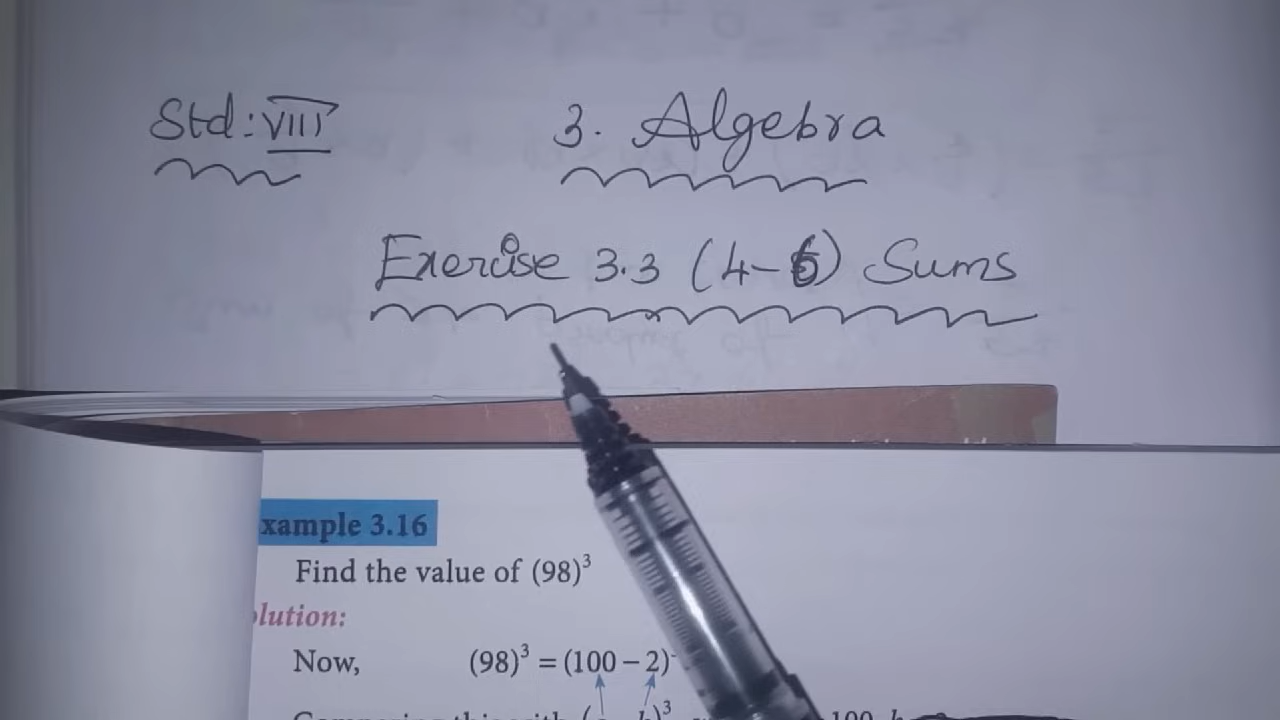 Std: VIII
3. Algebra
Exercise 3.3 (4-6) Sums
xample 3.16
Find the value of (98)³
lution:
Now, (98)³ = (100 – 2)